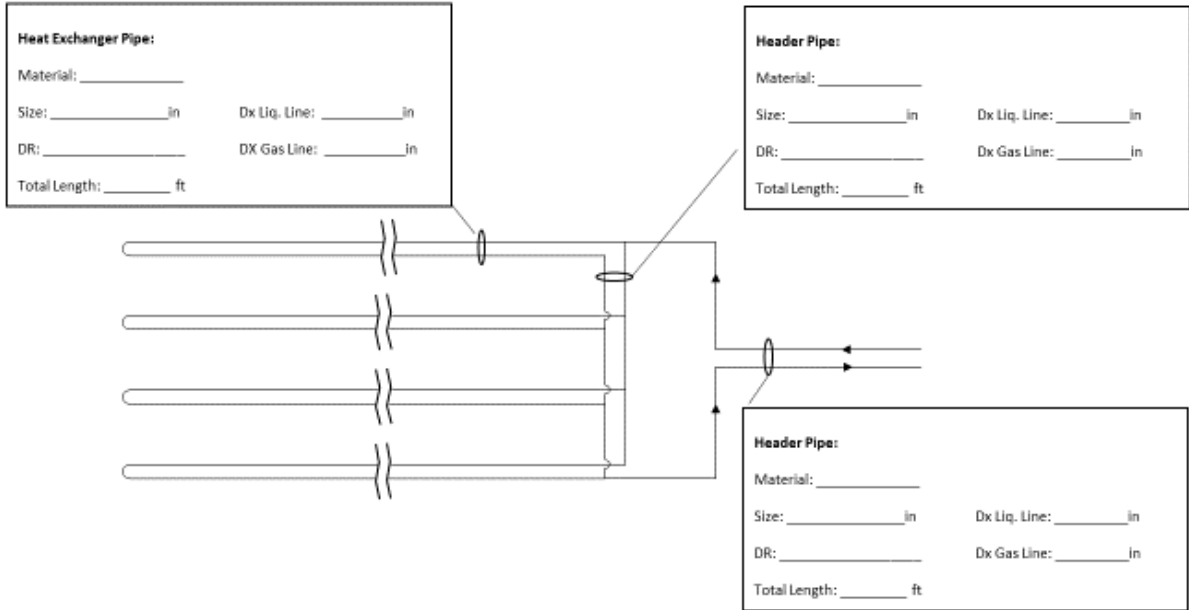 Heat Exchanger Pipe:
Material: ______________
Size: ________________in Dx Liq. Line: ___________in
DR: ___________________ DX Gas Line: ___________in
Total Length: _________ ft
Header Pipe:
Material: ______________
Size: ________________in Dx Liq. Line: __________in
DR: ___________________ Dx Gas Line: __________in
Total Length: _________ ft
Header Pipe:
Material: ______________
Size: ________________in Dx Liq. Line: __________in
DR: ___________________ Dx Gas Line: __________in
Total Length: _________ ft